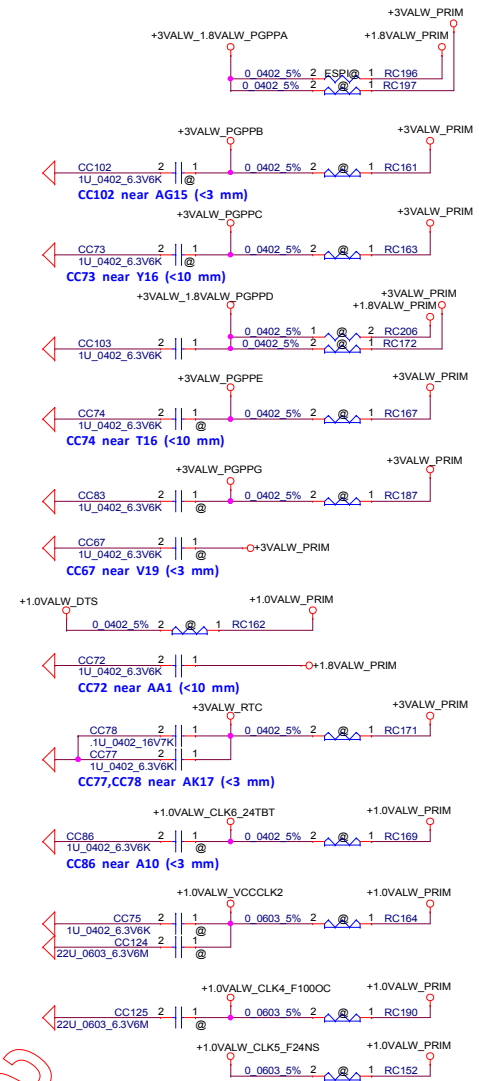 +3VALW_PRIM
+3VALW_1.8VALW_PGPPA
+1.8VALW_PRIM
0_0402_5% 2 ESPI@ 1 RC196
0_0402_5% 2 @ 1 RC197
+3VALW_PGPPB
+3VALW_PRIM
CC102 2 1 0_0402_5% 2 @ 1 RC161
1U_0402_6.3V6K @
CC102 near AG15 (<3 mm)
+3VALW_PGPPC
+3VALW_PRIM
CC73 2 1 0_0402_5% 2 @ 1 RC163
1U_0402_6.3V6K @
CC73 near Y16 (<10 mm)
+3VALW_1.8VALW_PGPPD
+3VALW_PRIM
+1.8VALW_PRIM
0_0402_5% 1 @ 2 RC206
CC103 2 1 0_0402_5% 2 @ 1 RC172
1U_0402_6.3V6K
+3VALW_PGPPE
+3VALW_PRIM
CC74 2 1 0_0402_5% 2 @ 1 RC167
1U_0402_6.3V6K @
CC74 near T16 (<10 mm)
+3VALW_PGPPG
+3VALW_PRIM
CC83 2 1 0_0402_5% 2 @ 1 RC187
1U_0402_6.3V6K @
CC67 2 1 +3VALW_PRIM
1U_0402_6.3V6K @
CC67 near V19 (<3 mm)
+1.0VALW_DTS
+1.0VALW_PRIM
0_0402_5% 2 @ 1 RC162
CC72 2 1 +1.8VALW_PRIM
1U_0402_6.3V6K
CC72 near AA1 (<10 mm)
+3VALW_RTC
+3VALW_PRIM
CC78 2 1 0_0402_5% 2 @ 1 RC171
.1U_0402_16V7K
CC77 2 1
1U_0402_6.3V6K
CC77,CC78 near AK17 (<3 mm)
+1.0VALW_CLK6_24TBT
+1.0VALW_PRIM
CC86 2 1 0_0402_5% 2 @ 1 RC169
1U_0402_6.3V6K @
CC86 near A10 (<3 mm)
+1.0VALW_VCCCLK2
+1.0VALW_PRIM
CC75 2 1 0_0603_5% 2 @ 1 RC164
1U_0402_6.3V6K @
CC124 2 1
22U_0603_6.3V6M @
+1.0VALW_CLK4_F100OC
+1.0VALW_PRIM
CC125 2 1 0_0603_5% 2 @ 1 RC190
22U_0603_6.3V6M @
+1.0VALW_CLK5_F24NS
+1.0VALW_PRIM
0_0603_5% 2 @ 1 RC152